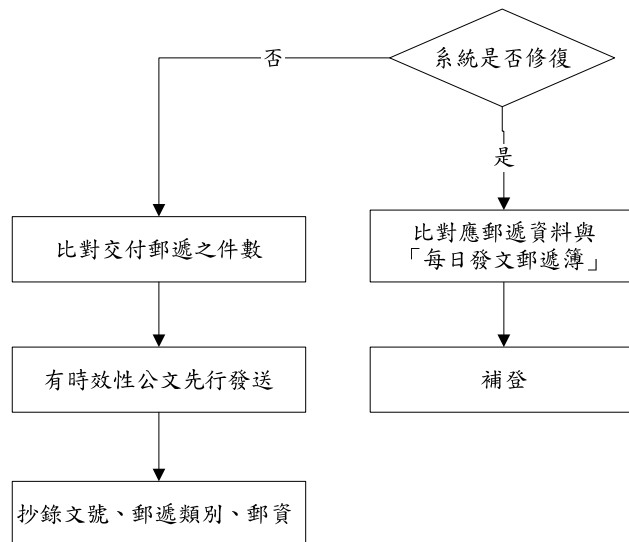 系統是否修復
否
是
比對交付郵遞之件數
比對應郵遞資料與
「每日發文郵遞簿」
有時效性公文先行發送
補登
抄錄文號、郵遞類別、郵資